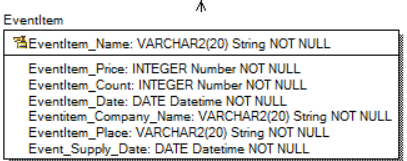 EventItem
EventItem_Name: VARCHAR2(20) String NOT NULL
EventItem_Price: INTEGER Number NOT NULL
EventItem_Count: INTEGER Number NOT NULL
EventItem_Date: DATE Datetime NOT NULL
Eventitem_Company_Name: VARCHAR2(20) String NOT NULL
EventItem_Place: VARCHAR2(20) String NOT NULL
Event_Supply_Date: DATE Datetime NOT NULL